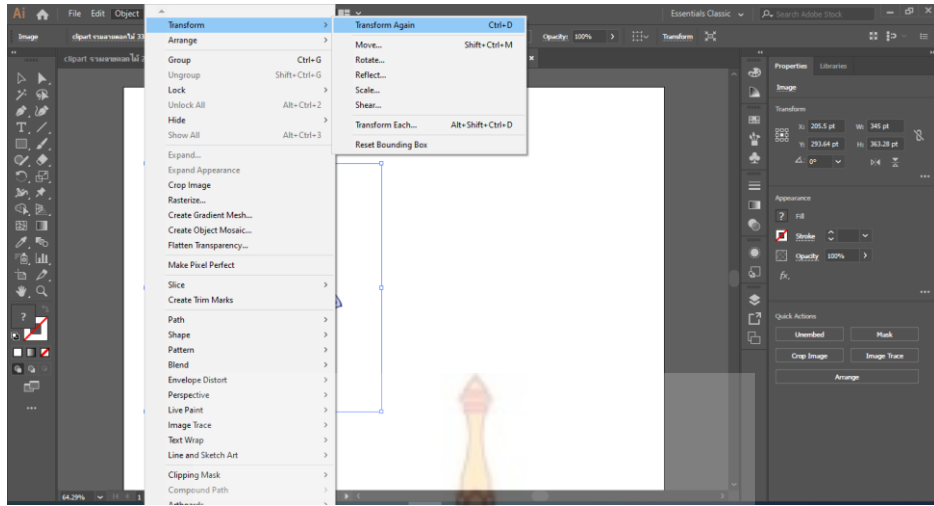 Ai File Edit Object Essentials Classic Search Adobe Stock
Image Opacity: 100% Transform
Properties Libraries
Image
Transform
X: 205.5 pt W: 345 pt
Y: 293.64 pt H: 363.28 pt
0°
Appearance
? Fill
Stroke
Opacity 100%
fx.
Quick Actions
Unembed Mask
Crop Image Image Trace
Arrange
Transform
Arrange
Group Ctrl+G
Ungroup Shift+Ctrl+G
Lock
Unlock All Alt+Ctrl+2
Hide
Show All Alt+Ctrl+3
Expand...
Expand Appearance
Crop Image
Rasterize...
Create Gradient Mesh...
Create Object Mosaic...
Flatten Transparency...
Make Pixel Perfect
Slice
Create Trim Marks
Path
Shape
Pattern
Blend
Envelope Distort
Perspective
Live Paint
Image Trace
Text Wrap
Line and Sketch Art
Clipping Mask
Compound Path
Artboards
Transform Again Ctrl+D
Move... Shift+Ctrl+M
Rotate...
Reflect...
Scale...
Shear...
Transform Each... Alt+Shift+Ctrl+D
Reset Bounding Box
?
64.29% 1